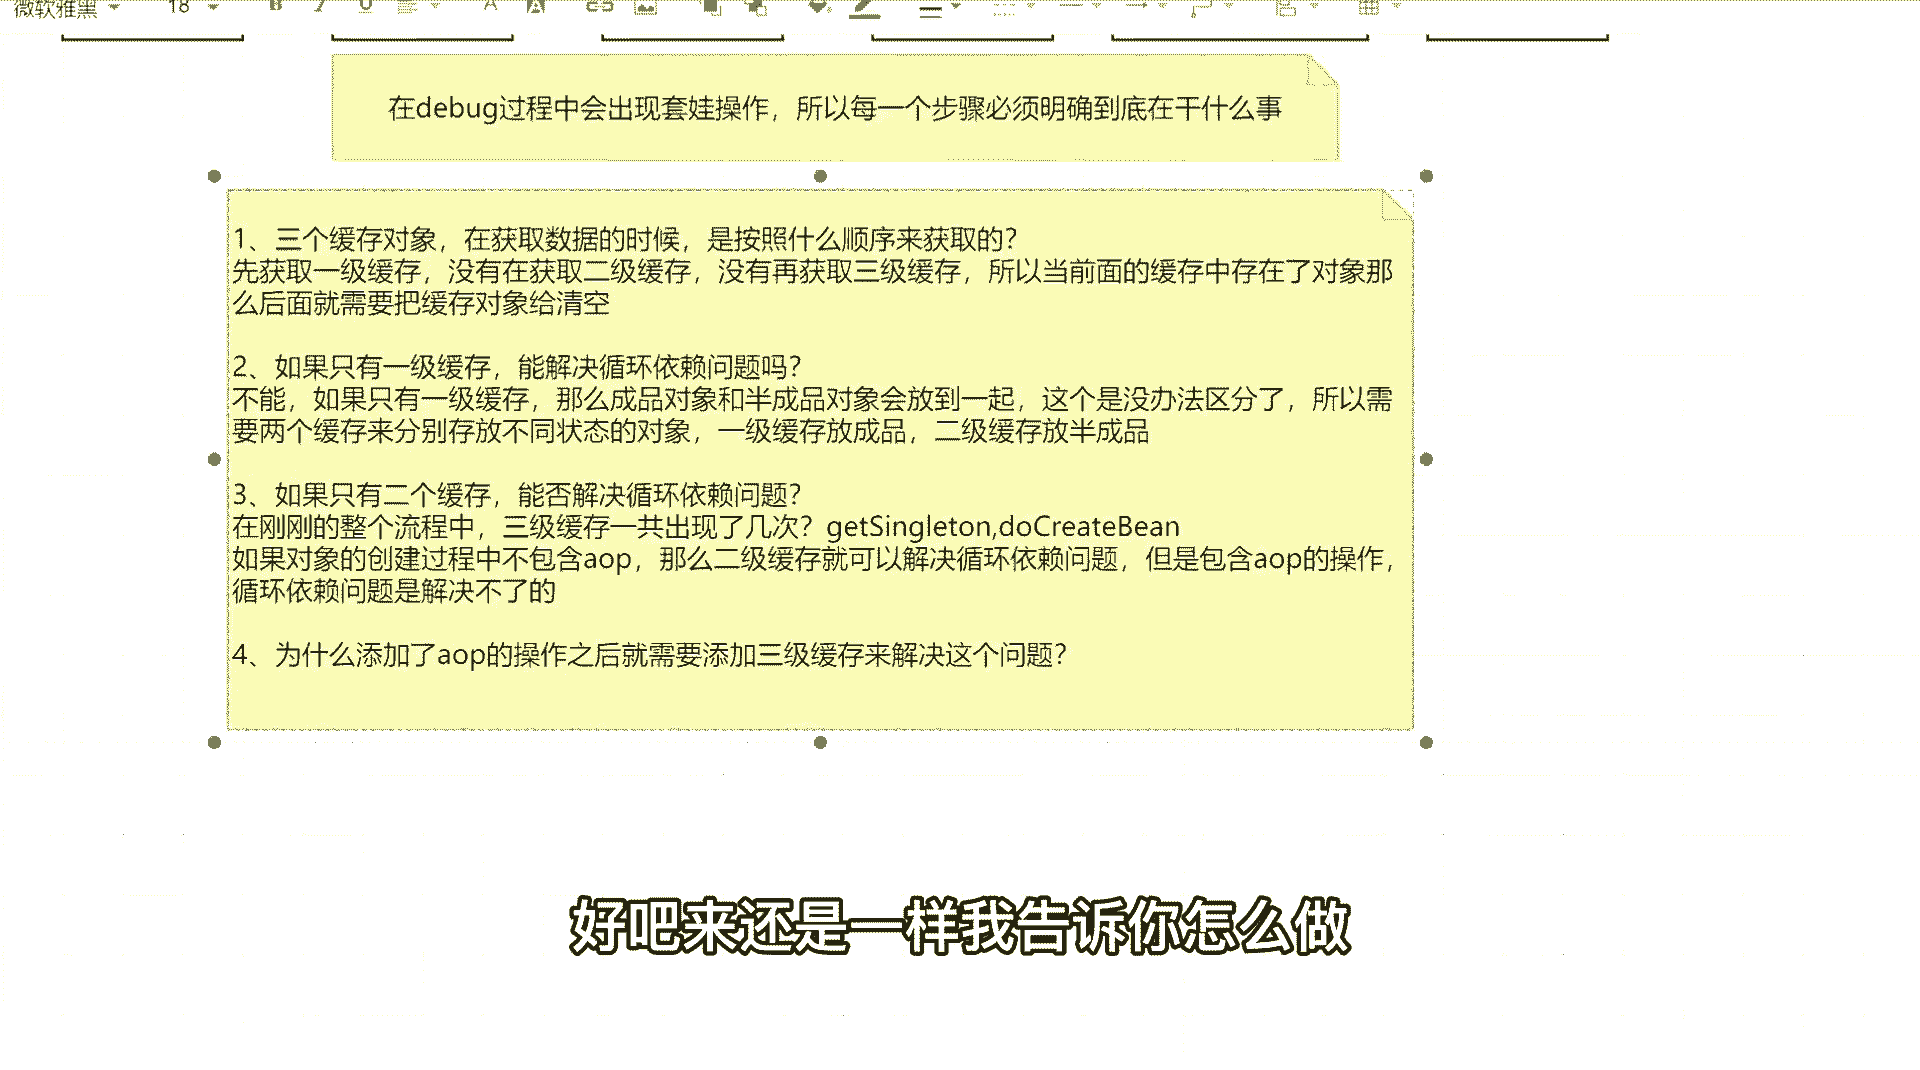 微软雅黑 18
在debug过程中会出现套娃操作，所以每一个步骤必须明确到底在干什么事
1、三个缓存对象，在获取数据的时候，是按照什么顺序来获取的？
先获取一级缓存，没有在获取二级缓存，没有再获取三级缓存，所以当前面的缓存中存在了对象那
么后面就需要把缓存对象给清空
2、如果只有一级缓存，能解决循环依赖问题吗？
不能，如果只有一级缓存，那么成品对象和半成品对象会放到一起，这个是没办法区分了，所以需
要两个缓存来分别存放不同状态的对象，一级缓存放成品，二级缓存放半成品
3、如果只有二个缓存，能否解决循环依赖问题？
在刚刚的整个流程中，三级缓存一共出现了几次？getSingleton,doCreateBean
如果对象的创建过程中不包含aop，那么二级缓存就可以解决循环依赖问题，但是包含aop的操作，
循环依赖问题是解决不了的
4、为什么添加了aop的操作之后就需要添加三级缓存来解决这个问题？
好吧来还是一样我告诉你怎么做